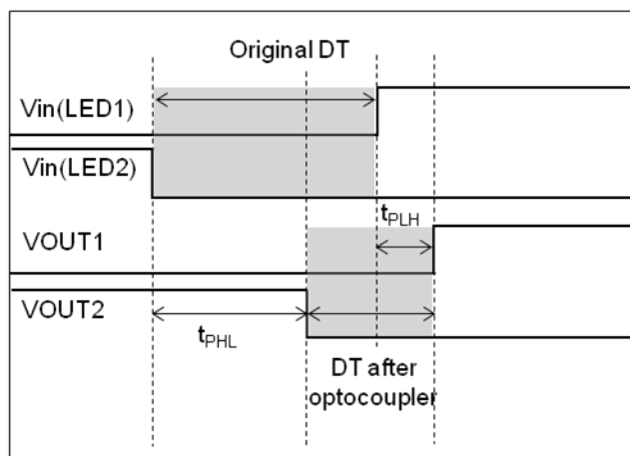 Original DT
Vin(LED1)
Vin(LED2)
tPLH
VOUT1
VOUT2
tPHL
DT after
optocoupler